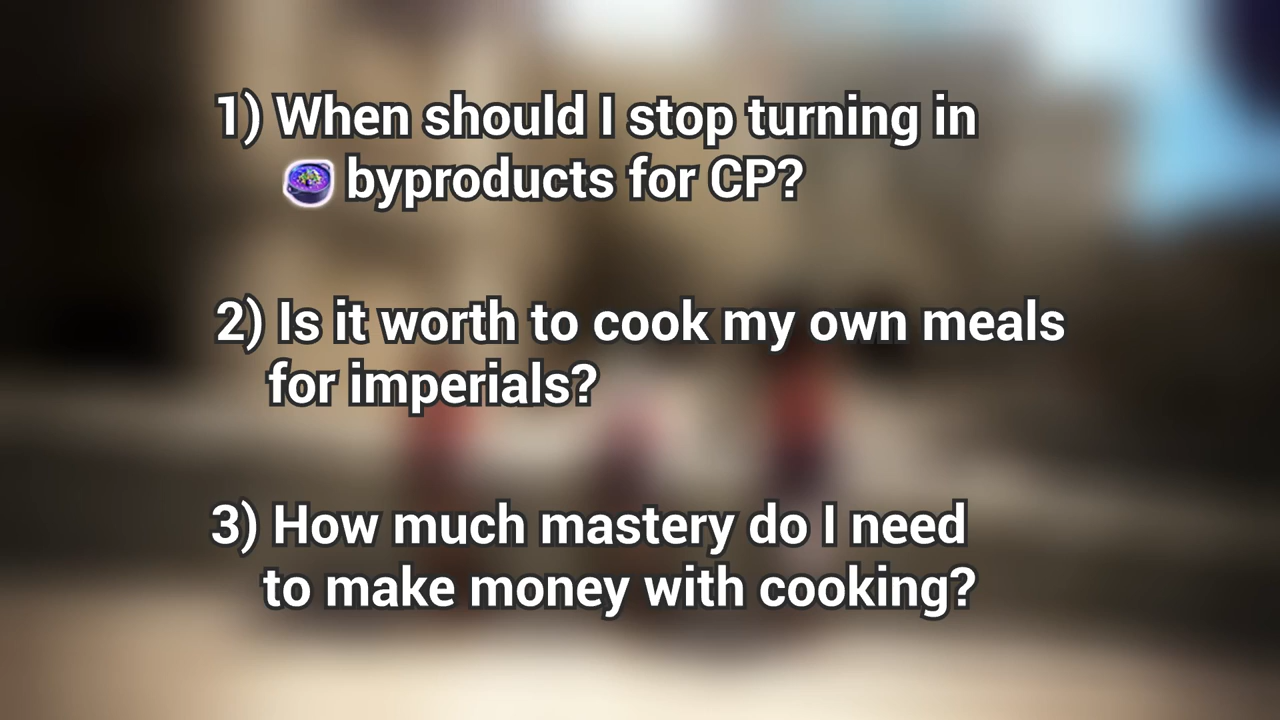 1) When should I stop turning in
byproducts for CP?
2) Is it worth to cook my own meals
for imperials?
3) How much mastery do I need
to make money with cooking?